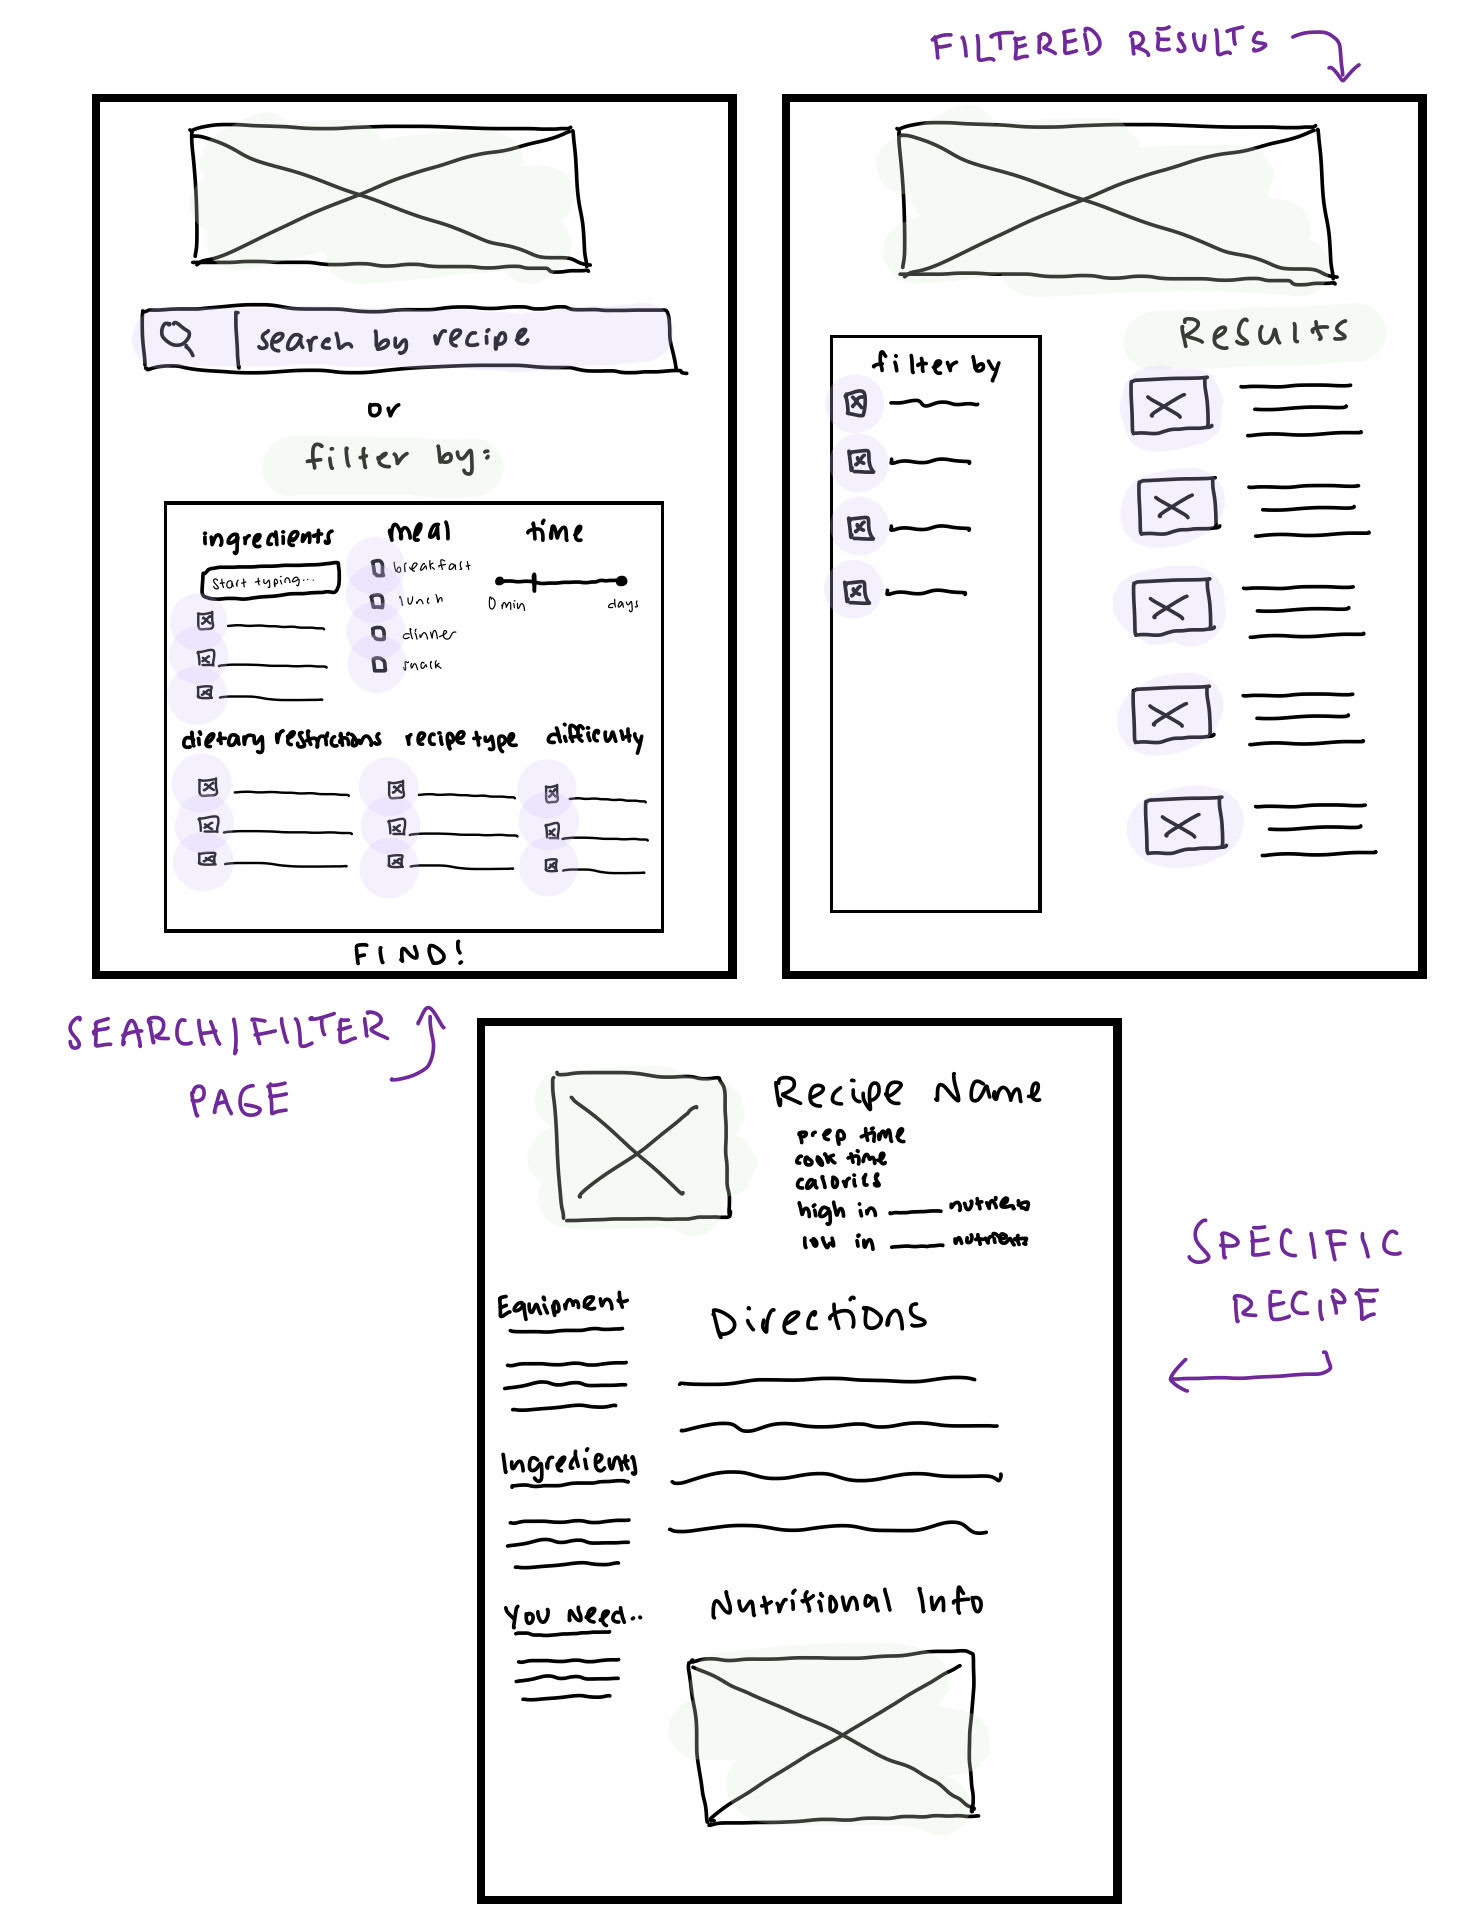 FILTERED RESULTS
search by recipe
or
filter by:
ingredients
meal
time
Start typing...
breakfast
lunch
dinner
snack
0 min
days
dietary restrictions
recipe type
difficulty
FIND!
SEARCH/FILTER
PAGE
filter by
Results
Recipe Name
prep time
cook time
calories
high in ____ nutrients
low in ____ nutrients
Equipment
Directions
Ingredients
You Need..
Nutritional Info
SPECIFIC
RECIPE